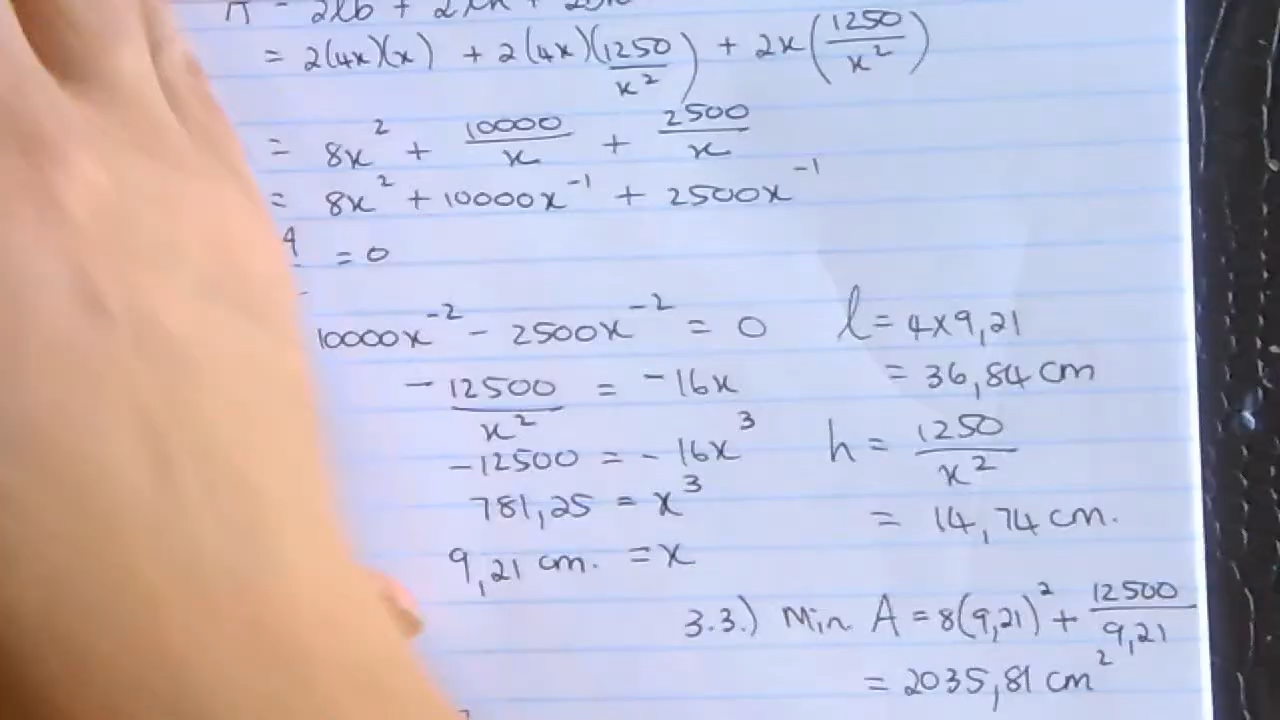 = 2(4x)(x) + 2(4x)(1250/x²) + 2x(1250/x²)
= 8x² + 10000/x + 2500/x
= 8x² + 10000x⁻¹ + 2500x⁻¹
= 0
10000x⁻² - 2500x⁻² = 0
-12500/x² = -16x
-12500 = -16x³
781,25 = x³
9,21 cm. = x
l = 4x9,21
= 36,84 cm
h = 1250/x²
= 14,74 cm.
3.3.) Min A = 8(9,21)² + 12500/9,21
= 2035,81 cm²